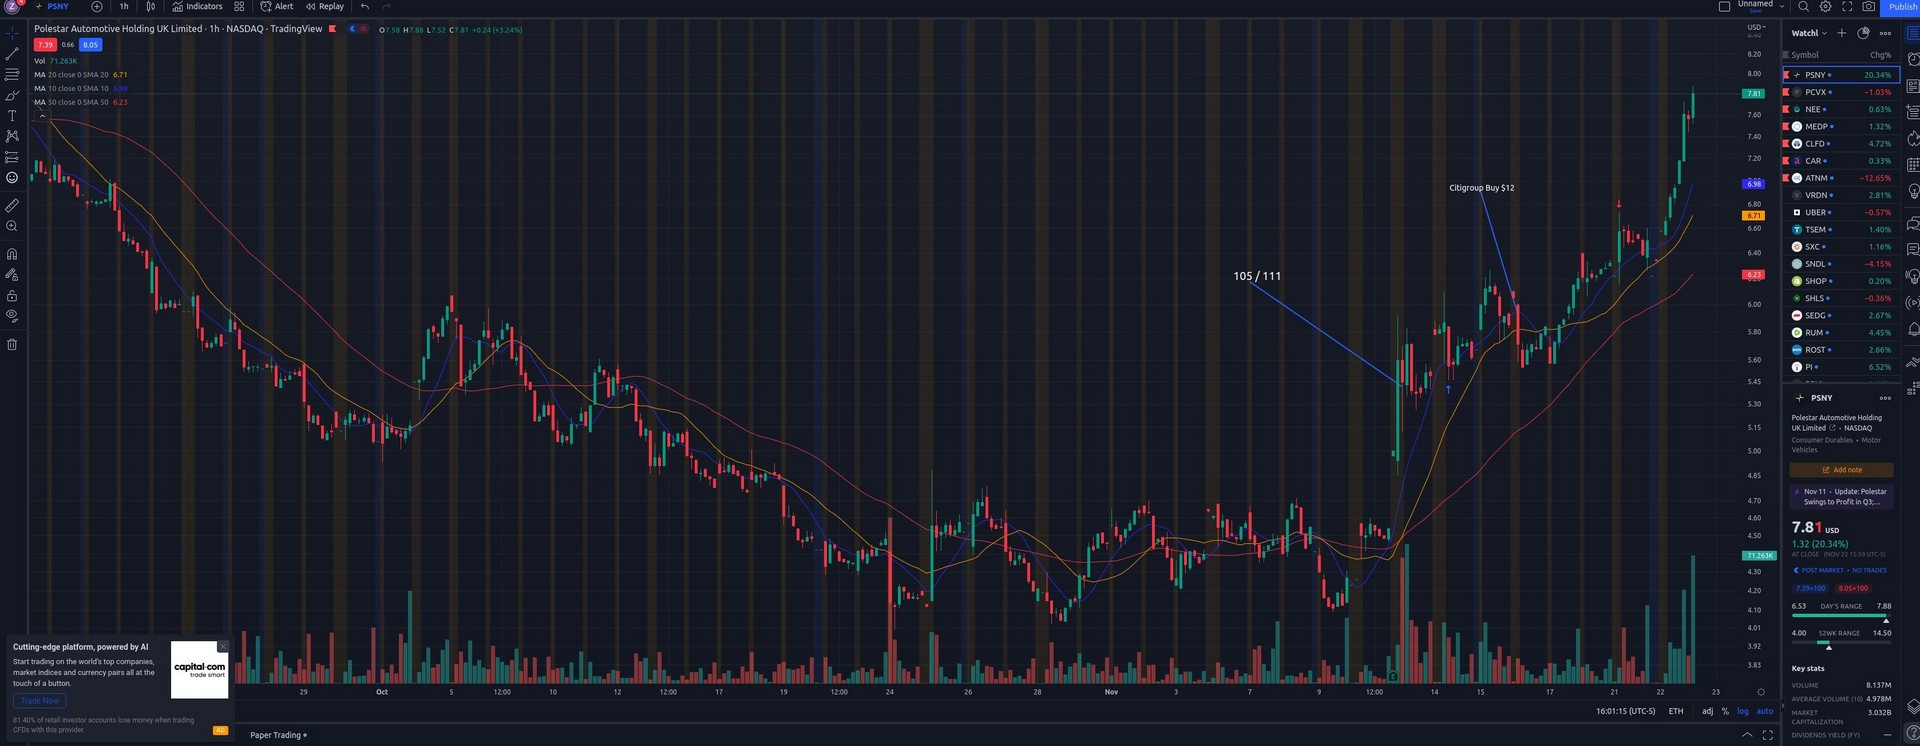 Z
PSNY
1h
Indicators
Alert
Replay
Unnamed
Save
Publish
Polestar Automotive Holding UK Limited · 1h · NASDAQ · TradingView
O7.58 H7.88 L7.52 C7.81 +0.24 (+3.24%)
7.39 0.66 8.05
Vol 71.263K
MA 20 close 0 SMA 20 6.71
MA 10 close 0 SMA 10
MA 50 close 0 SMA 50 6.23
105 / 111
Citigroup Buy $12
USD
8.20
8.00
7.81
7.60
7.40
7.20
6.98
6.80
6.71
6.60
6.40
6.23
6.00
5.80
5.60
5.45
5.30
5.15
5.00
4.85
4.70
4.60
4.50
71.263K
4.30
4.20
4.10
4.01
3.92
3.83
29 Oct 5 12:00 10 12 17 19 12:00 24 26 28 Nov 3 7 9 12:00 14 15 17 21 22 23
Cutting-edge platform, powered by AI
Start trading on the world's top companies,
market indices and currency pairs all at the
touch of a button.
Trade Now
81.40% of retail investor accounts lose money when trading
CFDs with this provider.
capital·com
trade smart
AD
16:01:15 (UTC-5) ETH adj % log auto
Paper Trading
Watchl
Symbol Chg%
PSNY 20.34%
PCVX −1.03%
NEE 0.63%
MEDP 1.32%
CLFD 4.72%
CAR 0.33%
ATNM −12.65%
VRDN 2.81%
UBER −0.57%
TSEM 1.40%
SXC 1.16%
SNDL −4.15%
SHOP 0.20%
SHLS −0.36%
SEDG 2.67%
RUM 4.45%
ROST 2.66%
PI 6.52%
PSNY
Polestar Automotive Holding
UK Limited • NASDAQ
Consumer Durables • Motor
Vehicles
Add note
Nov 11 • Update: Polestar
Swings to Profit in Q3;...
7.81 USD
1.32 (20.34%)
AT CLOSE (NOV 22 15:59 UTC-5)
POST MARKET • NO TRADES
7.39×100 8.05×100
6.53 DAY'S RANGE 7.88
4.00 52WK RANGE 14.50
Key stats
VOLUME 8.137M
AVERAGE VOLUME (10) 4.978M
MARKET
CAPITALIZATION 3.032B
DIVIDENDS YIELD (FY) —